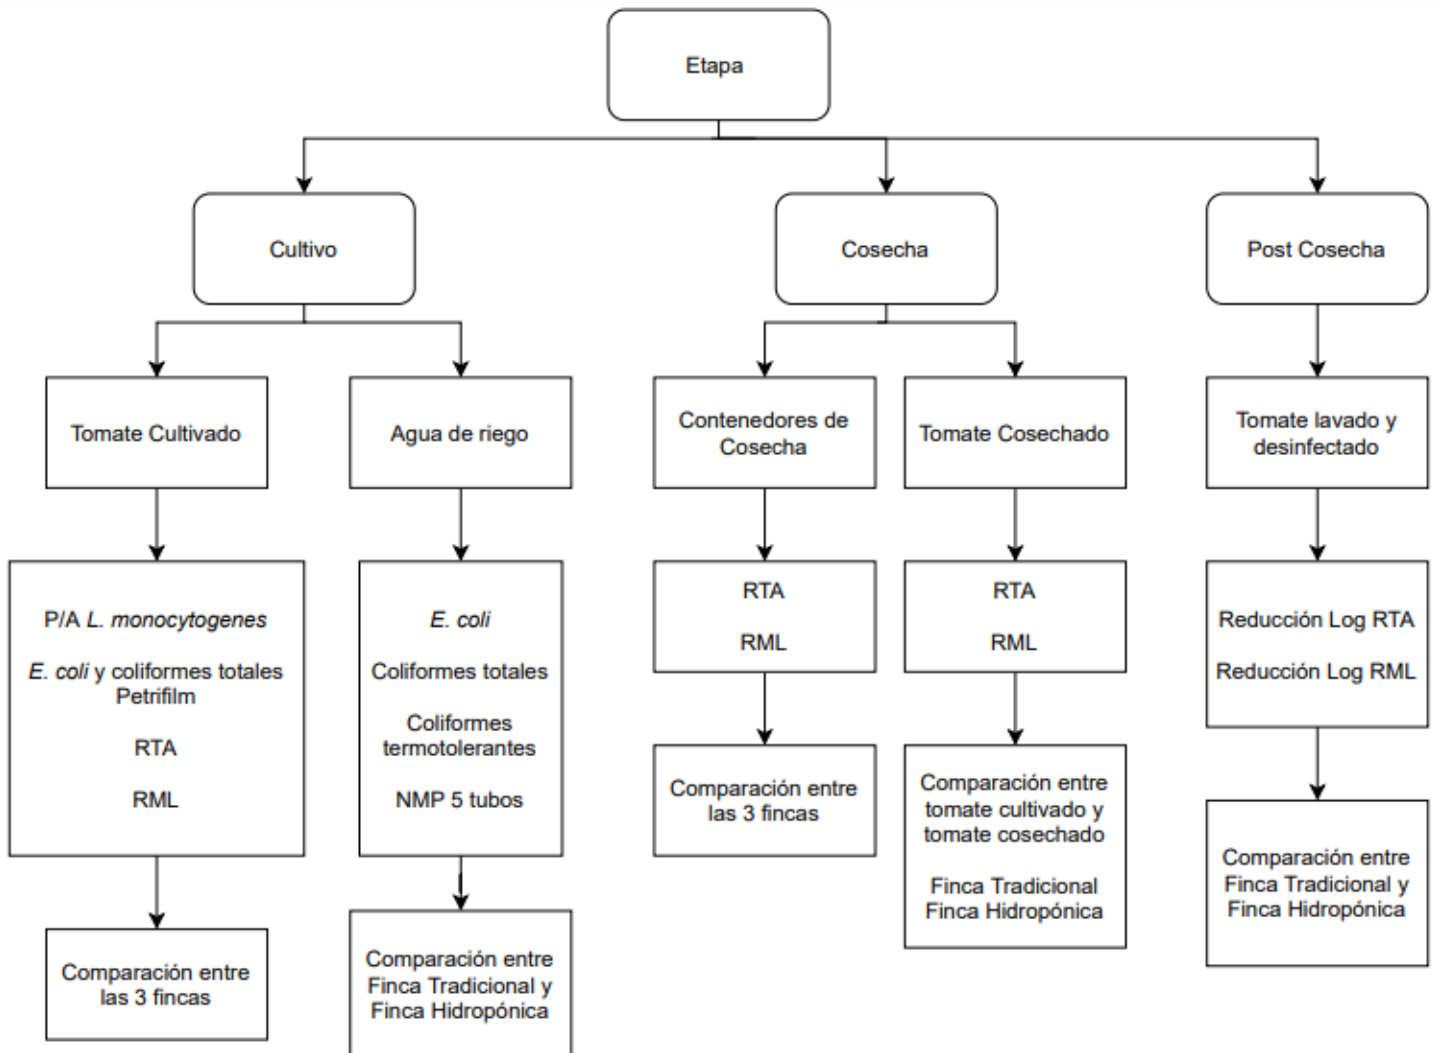 Etapa
Cultivo
Cosecha
Post Cosecha
Tomate Cultivado
Agua de riego
Contenedores de
Cosecha
Tomate Cosechado
Tomate lavado y
desinfectado
P/A L. monocytogenes
E. coli y coliformes totales
Petrifilm
RTA
RML
E. coli
Coliformes totales
Coliformes
termotolerantes
NMP 5 tubos
RTA
RML
RTA
RML
Reducción Log RTA
Reducción Log RML
Comparación entre
las 3 fincas
Comparación entre
Finca Tradicional y
Finca Hidropónica
Comparación entre
las 3 fincas
Comparación entre
tomate cultivado y
tomate cosechado
Finca Tradicional
Finca Hidropónica
Comparación entre
Finca Tradicional y
Finca Hidropónica